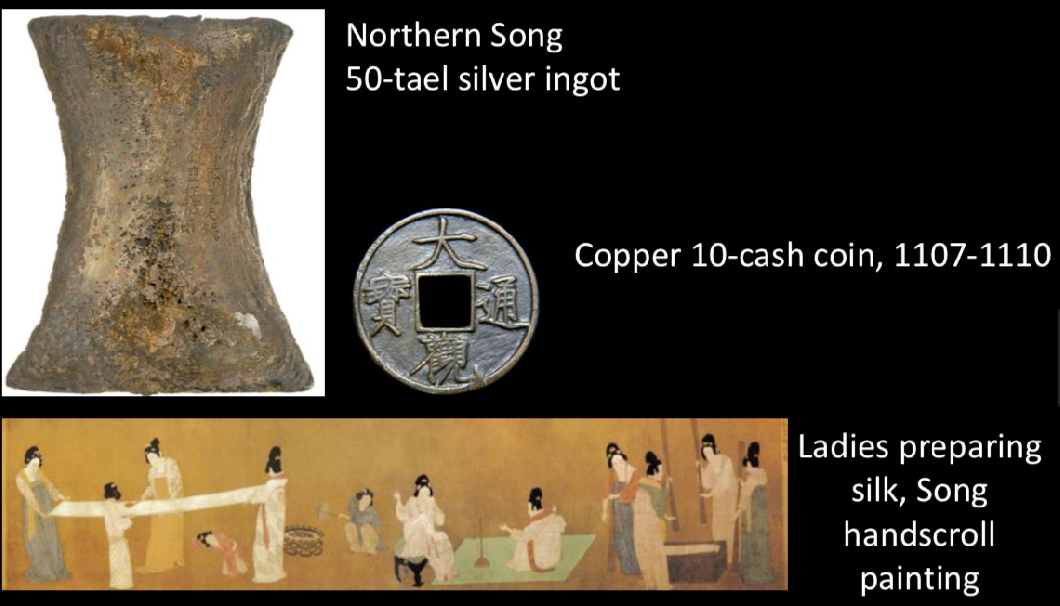 Northern Song
50-tael silver ingot
大
寶 通
觀
Copper 10-cash coin, 1107-1110
Ladies preparing
silk, Song
handscroll
painting